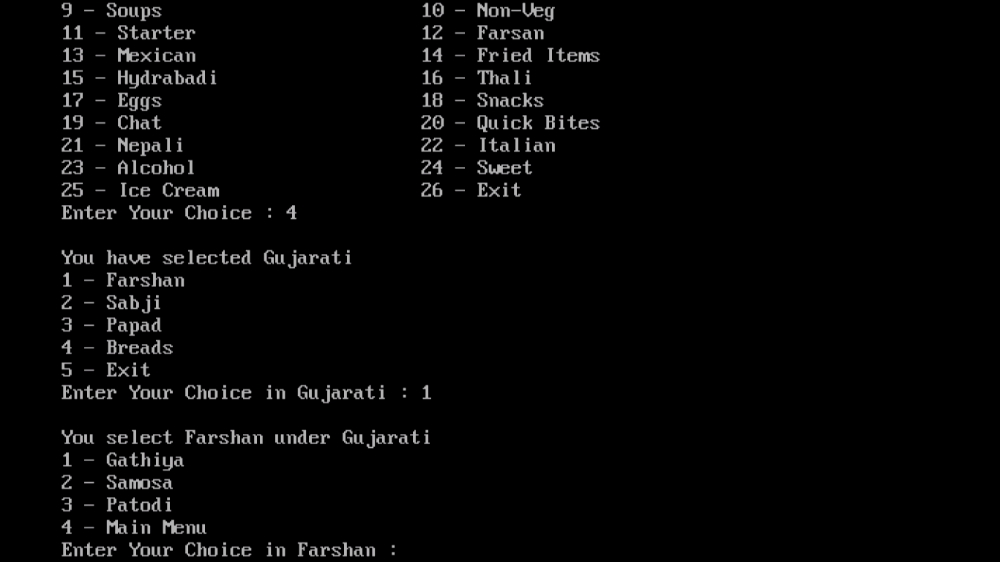 9 - Soups 10 - Non-Veg
11 - Starter 12 - Farsan
13 - Mexican 14 - Fried Items
15 - Hydrabadi 16 - Thali
17 - Eggs 18 - Snacks
19 - Chat 20 - Quick Bites
21 - Nepali 22 - Italian
23 - Alcohol 24 - Sweet
25 - Ice Cream 26 - Exit
Enter Your Choice : 4
You have selected Gujarati
1 - Farshan
2 - Sabji
3 - Papad
4 - Breads
5 - Exit
Enter Your Choice in Gujarati : 1
You select Farshan under Gujarati
1 - Gathiya
2 - Samosa
3 - Patodi
4 - Main Menu
Enter Your Choice in Farshan :